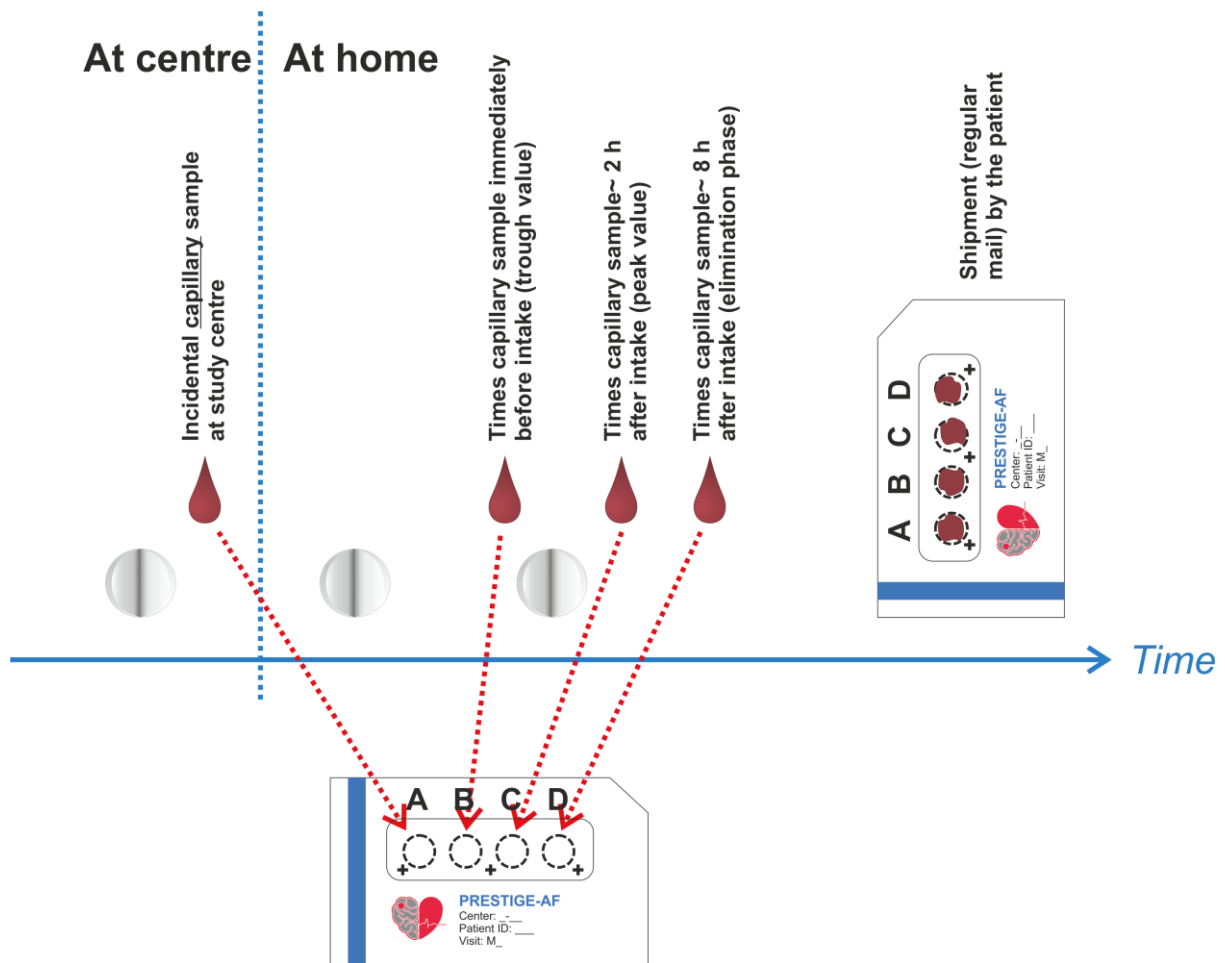 At centre
At home
Incidental capillary sample
at study centre
Times capillary sample immediately
before intake (trough value)
Times capillary sample~ 2 h
after intake (peak value)
Times capillary sample~ 8 h
after intake (elimination phase)
Shipment (regular
mail) by the patient
A B C D
PRESTIGE-AF
Center: _-__
Patient ID: ___
Visit: M_
Time
A B C D
PRESTIGE-AF
Center: _-__
Patient ID: ___
Visit: M_